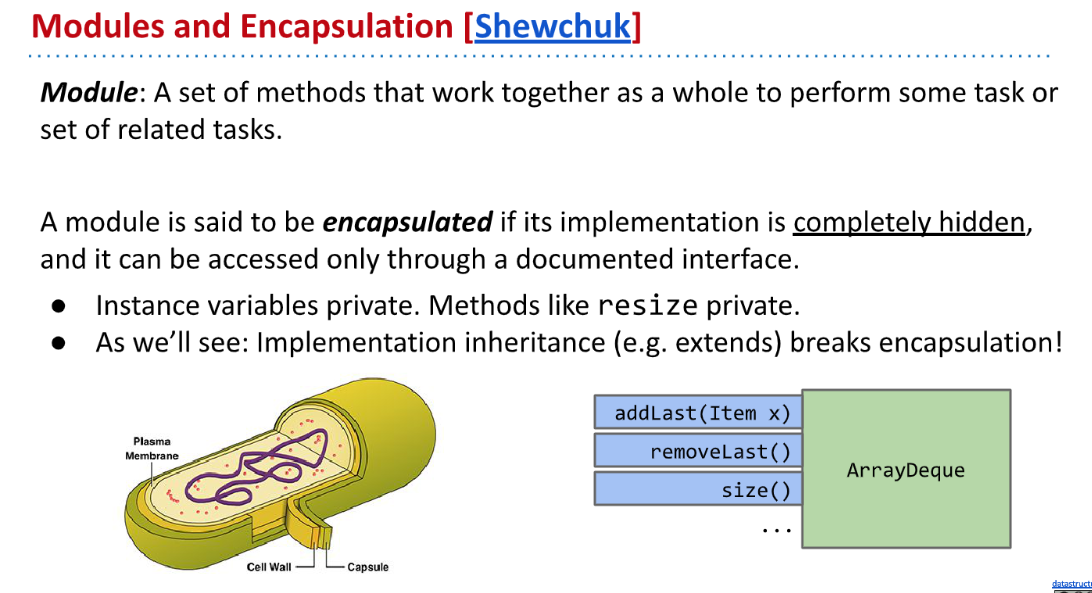 Modules and Encapsulation [Shewchuk]
Module: A set of methods that work together as a whole to perform some task or
set of related tasks.
A module is said to be encapsulated if its implementation is completely hidden,
and it can be accessed only through a documented interface.
● Instance variables private. Methods like resize private.
● As we’ll see: Implementation inheritance (e.g. extends) breaks encapsulation!
Plasma
Membrane
Cell Wall
Capsule
addLast(Item x)
removeLast()
size()
...
ArrayDeque
datastruct